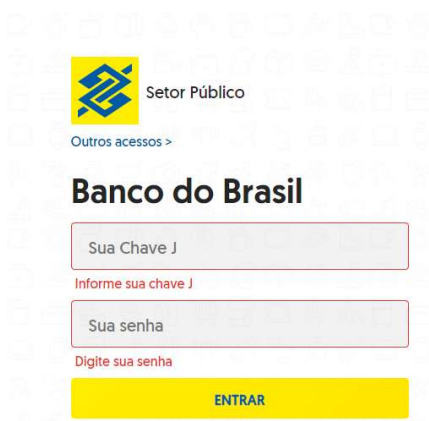 Setor Público
Outros acessos >
Banco do Brasil
Sua Chave J
Informe sua chave J
Sua senha
Digite sua senha
ENTRAR